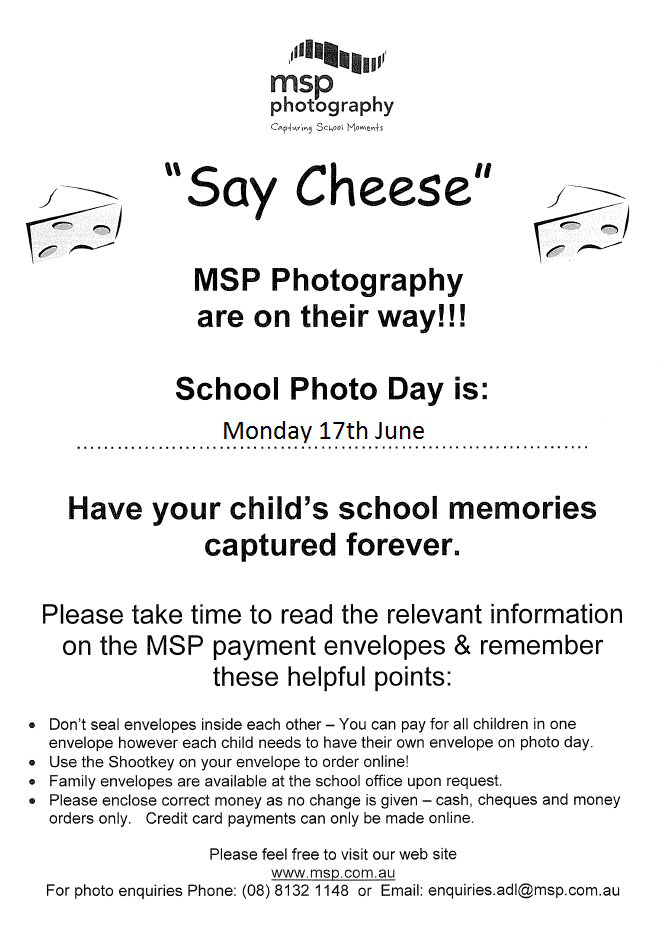 msp
photography
Capturing School Moments
"Say Cheese"
MSP Photography
are on their way!!!
School Photo Day is:
Monday 17th June
Have your child's school memories
captured forever.
Please take time to read the relevant information
on the MSP payment envelopes & remember
these helpful points:
• Don't seal envelopes inside each other – You can pay for all children in one
envelope however each child needs to have their own envelope on photo day.
• Use the Shootkey on your envelope to order online!
• Family envelopes are available at the school office upon request.
• Please enclose correct money as no change is given – cash, cheques and money
orders only. Credit card payments can only be made online.
Please feel free to visit our web site
www.msp.com.au
For photo enquiries Phone: (08) 8132 1148 or Email: enquiries.adl@msp.com.au